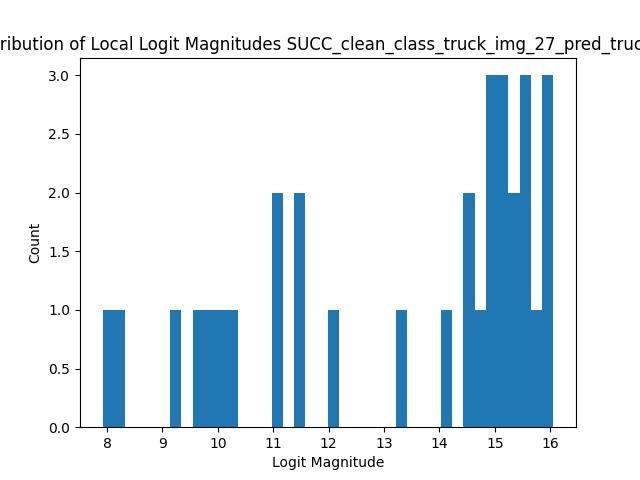 ribution of Local Logit Magnitudes SUCC_clean_class_truck_img_27_pred_truc
3.0
2.5
2.0
1.5
1.0
0.5
0.0
Count
8 9 10 11 12 13 14 15 16
Logit Magnitude